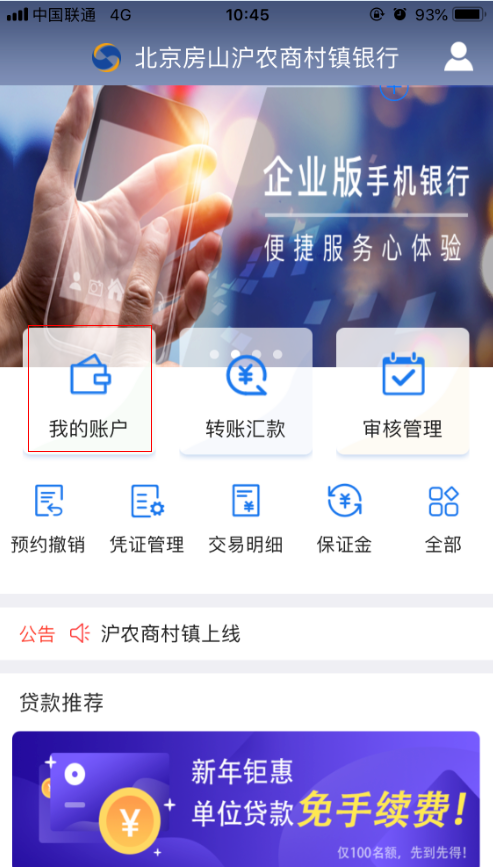 中国联通 4G 10:45 93%
北京房山沪农商村镇银行
企业版手机银行
便捷服务心体验
我的账户 转账汇款 审核管理
预约撤销 凭证管理 交易明细 保证金 全部
公告 沪农商村镇上线
贷款推荐
新年钜惠
单位贷款免手续费!
仅100名额，先到先得!